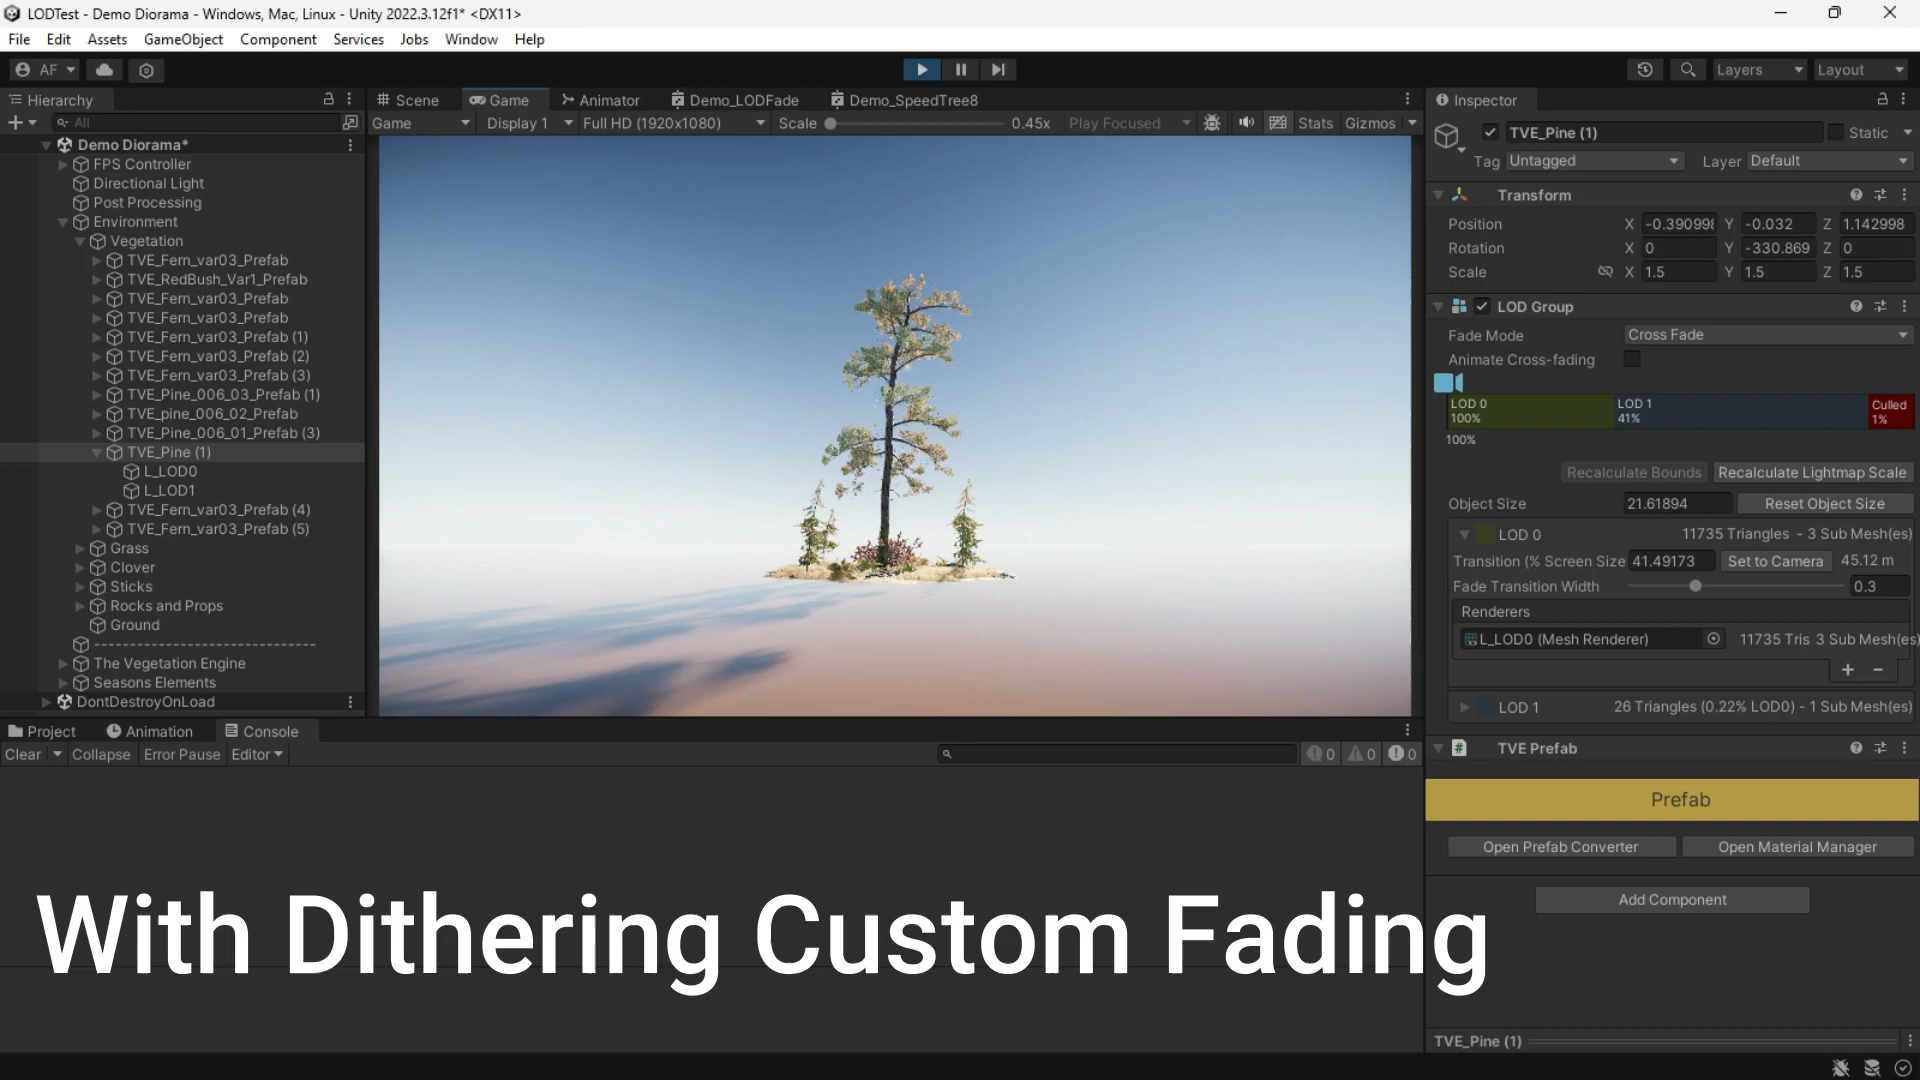 LODTest - Demo Diorama - Windows, Mac, Linux - Unity 2022.3.12f1* <DX11>
File Edit Assets GameObject Component Services Jobs Window Help
AF
Layers Layout
Hierarchy
All
Demo Diorama*
FPS Controller
Directional Light
Post Processing
Environment
Vegetation
TVE_Fern_var03_Prefab
TVE_RedBush_Var1_Prefab
TVE_Fern_var03_Prefab
TVE_Fern_var03_Prefab
TVE_Fern_var03_Prefab (1)
TVE_Fern_var03_Prefab (2)
TVE_Fern_var03_Prefab (3)
TVE_Pine_006_03_Prefab (1)
TVE_pine_006_02_Prefab
TVE_Pine_006_01_Prefab (3)
TVE_Pine (1)
L_LOD0
L_LOD1
TVE_Fern_var03_Prefab (4)
TVE_Fern_var03_Prefab (5)
Grass
Clover
Sticks
Rocks and Props
Ground
--------------------------------
The Vegetation Engine
Seasons Elements
DontDestroyOnLoad
Scene Game Animator Demo_LODFade Demo_SpeedTree8
Game Display 1 Full HD (1920x1080) Scale 0.45x Play Focused Stats Gizmos
Inspector
TVE_Pine (1) Static
Tag Untagged Layer Default
Transform
Position X -0.390998 Y -0.032 Z 1.142998
Rotation X 0 Y -330.869 Z 0
Scale X 1.5 Y 1.5 Z 1.5
LOD Group
Fade Mode Cross Fade
Animate Cross-fading
LOD 0 LOD 1 Culled
100% 41% 1%
100%
Recalculate Bounds Recalculate Lightmap Scale
Object Size 21.61894 Reset Object Size
LOD 0 11735 Triangles - 3 Sub Mesh(es)
Transition (% Screen Size 41.49173 Set to Camera 45.12 m
Fade Transition Width 0.3
Renderers
L_LOD0 (Mesh Renderer) 11735 Tris 3 Sub Mesh(es)
+ -
LOD 1 26 Triangles (0.22% LOD0) - 1 Sub Mesh(es)
TVE Prefab
Prefab
Open Prefab Converter Open Material Manager
Add Component
TVE_Pine (1)
Project Animation Console
Clear Collapse Error Pause Editor 0 0 0
With Dithering Custom Fading